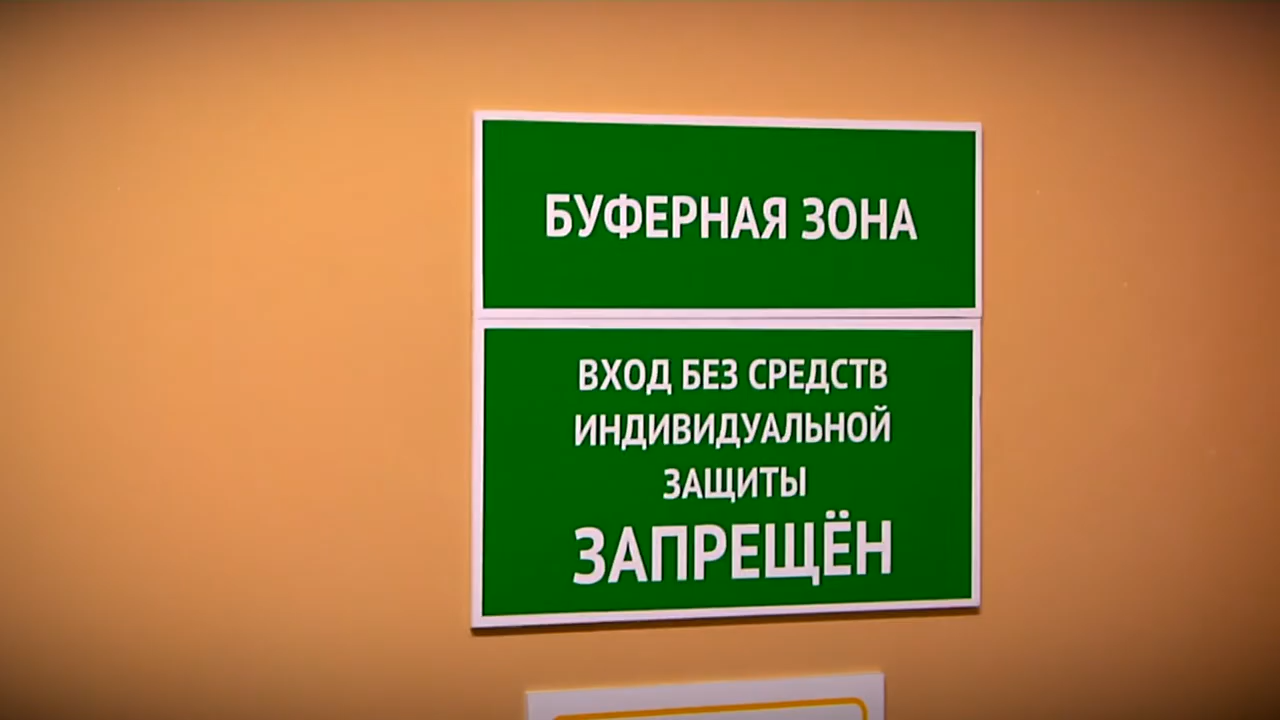 БУФЕРНАЯ ЗОНА
ВХОД БЕЗ СРЕДСТВ
ИНДИВИДУАЛЬНОЙ
ЗАЩИТЫ
ЗАПРЕЩЁН